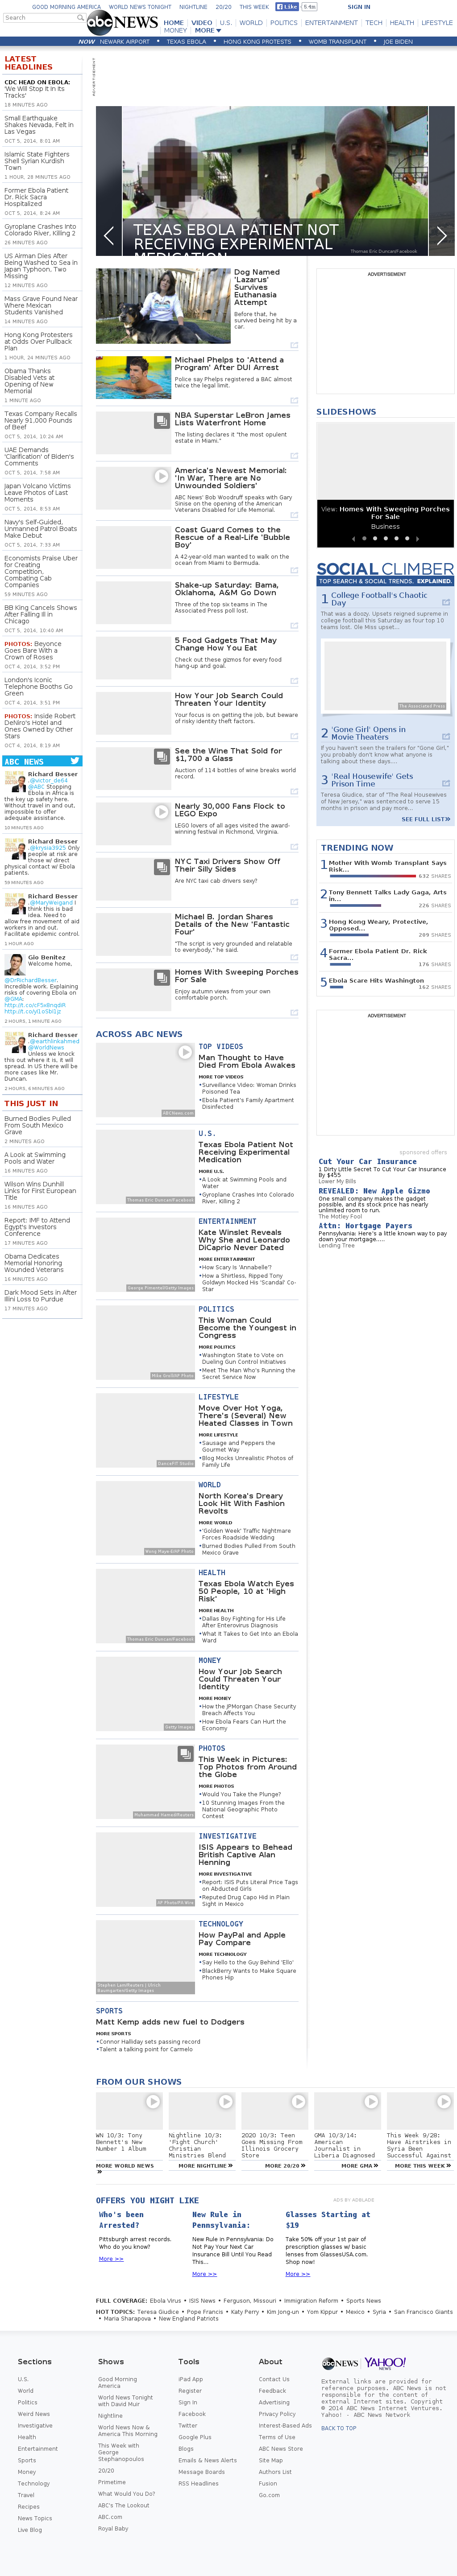 GOOD MORNING AMERICA WORLD NEWS TONIGHT NIGHTLINE 20/20 THIS WEEK Like SIGN IN
Search
abc NEWS
HOME VIDEO U.S. WORLD POLITICS ENTERTAINMENT TECH HEALTH LIFESTYLE
MONEY MORE
NOW NEWARK AIRPORT • TEXAS EBOLA • HONG KONG PROTESTS • WOMB TRANSPLANT • JOE BIDEN
LATEST
HEADLINES
CDC HEAD ON EBOLA:
'We Will Stop It In Its
Tracks'
18 MINUTES AGO
Small Earthquake
Shakes Nevada, Felt in
Las Vegas
OCT 5, 2014, 8:51 AM
Islamic State Fighters
Shell Syrian Kurdish
Town
1 HOUR, 28 MINUTES AGO
Former Ebola Patient
Dr. Rick Sacra
Hospitalized
OCT 5, 2014, 8:24 AM
Gyroplane Crashes Into
Colorado River, Killing 2
26 MINUTES AGO
US Airman Dies After
Being Washed to Sea in
Japan Typhoon, Two
Missing
12 MINUTES AGO
Mass Grave Found Near
Where Mexican
Students Vanished
14 MINUTES AGO
Hong Kong Protesters
at Odds Over Pullback
Plan
1 HOUR, 24 MINUTES AGO
Obama Thanks
Disabled Vets at
Opening of New
Memorial
1 MINUTE AGO
Texas Company Recalls
Nearly 91,000 Pounds
of Beef
OCT 5, 2014, 10:24 AM
UAE Demands
'Clarification' of Biden's
Comments
OCT 5, 2014, 7:58 AM
Japan Volcano Victims
Leave Photos of Last
Moments
OCT 5, 2014, 8:53 AM
Navy's Self-Guided,
Unmanned Patrol Boats
Make Debut
OCT 5, 2014, 7:33 AM
Economists Praise Uber
for Creating
Competition,
Combating Cab
Companies
59 MINUTES AGO
BB King Cancels Shows
After Falling Ill in
Chicago
OCT 5, 2014, 10:40 AM
PHOTOS: Beyonce
Goes Bare With a
Crown of Roses
OCT 4, 2014, 3:52 PM
London's Iconic
Telephone Booths Go
Green
OCT 4, 2014, 3:51 PM
PHOTOS: Inside Robert
DeNiro's Hotel and
Ones Owned by Other
Stars
OCT 4, 2014, 8:19 AM
ABC NEWS
Richard Besser
.@victor_de64
@ABC Stopping
Ebola in Africa is
the key up safety here.
Without travel in and out,
impossible to offer
adequate assistance.
10 MINUTES AGO
Richard Besser
.@krysia3925 Only
people at risk are
those w/ direct
physical contact w/ Ebola
patients.
59 MINUTES AGO
Richard Besser
.@MaryWeigand I
think this is bad
idea. Need to
allow free movement of aid
workers in and out.
Facilitate epidemic control.
1 HOUR AGO
Gio Benitez
Welcome home,
@DrRichardBesser.
Incredible work. Explaining
risks of covering Ebola on
@GMA:
2 HOURS, 1 MINUTE AGO
Richard Besser
.@earthlinkahmed
@WorldNews
Unless we knock
this out where it is, it will
spread. In US there will be
more cases like Mr.
Duncan.
2 HOURS, 6 MINUTES AGO
THIS JUST IN
Burned Bodies Pulled
From South Mexico
Grave
2 MINUTES AGO
A Look at Swimming
Pools and Water
16 MINUTES AGO
Wilson Wins Dunhill
Links for First European
Title
16 MINUTES AGO
Report: IMF to Attend
Egypt's Investors
Conference
17 MINUTES AGO
Obama Dedicates
Memorial Honoring
Wounded Veterans
16 MINUTES AGO
Dark Mood Sets in After
Illini Loss to Purdue
17 MINUTES AGO
ADVERTISEMENT
TEXAS EBOLA PATIENT NOT
RECEIVING EXPERIMENTAL
MEDICATION
Thomas Eric Duncan/Facebook
Dog Named
'Lazarus'
Survives
Euthanasia
Attempt
Before that, he
survived being hit by a
car.
Michael Phelps to 'Attend a
Program' After DUI Arrest
Police say Phelps registered a BAC almost
twice the legal limit.
NBA Superstar LeBron James
Lists Waterfront Home
The listing declares it "the most opulent
estate in Miami."
America's Newest Memorial:
'In War, There are No
Unwounded Soldiers'
ABC News' Bob Woodruff speaks with Gary
Sinise on the opening of the American
Veterans Disabled for Life Memorial.
Coast Guard Comes to the
Rescue of a Real-Life 'Bubble
Boy'
A 42-year-old man wanted to walk on the
ocean from Miami to Bermuda.
Shake-up Saturday: Bama,
Oklahoma, A&M Go Down
Three of the top six teams in The
Associated Press poll lost.
5 Food Gadgets That May
Change How You Eat
Check out these gizmos for every food
hang-up and goal.
How Your Job Search Could
Threaten Your Identity
Your focus is on getting the job, but beware
of risky identity theft factors.
See the Wine That Sold for
$1,700 a Glass
Auction of 114 bottles of wine breaks world
record.
Nearly 30,000 Fans Flock to
LEGO Expo
LEGO lovers of all ages visited the award-
winning festival in Richmond, Virginia.
NYC Taxi Drivers Show Off
Their Silly Sides
Are NYC taxi cab drivers sexy?
Michael B. Jordan Shares
Details of the New 'Fantastic
Four'
"The script is very grounded and relatable
to everybody," he said.
Homes With Sweeping Porches
For Sale
Enjoy autumn views from your own
comfortable porch.
ACROSS ABC NEWS
ABCNews.com
TOP VIDEOS
Man Thought to Have
Died From Ebola Awakes
MORE TOP VIDEOS
•Surveillance Video: Woman Drinks
Poisoned Tea
•Ebola Patient's Family Apartment
Disinfected
Thomas Eric Duncan/Facebook
U.S.
Texas Ebola Patient Not
Receiving Experimental
Medication
MORE U.S.
•A Look at Swimming Pools and
Water
•Gyroplane Crashes Into Colorado
River, Killing 2
George Pimentel/Getty Images
ENTERTAINMENT
Kate Winslet Reveals
Why She and Leonardo
DiCaprio Never Dated
MORE ENTERTAINMENT
•How Scary Is 'Annabelle'?
•How a Shirtless, Ripped Tony
Goldwyn Mocked His 'Scandal' Co-
Star
Mike Groll/AP Photo
POLITICS
This Woman Could
Become the Youngest in
Congress
MORE POLITICS
•Washington State to Vote on
Dueling Gun Control Initiatives
•Meet The Man Who's Running the
Secret Service Now
DanceFIT Studio
LIFESTYLE
Move Over Hot Yoga,
There's (Several) New
Heated Classes in Town
MORE LIFESTYLE
•Sausage and Peppers the
Gourmet Way
•Blog Mocks Unrealistic Photos of
Family Life
Wong Maye-E/AP Photo
WORLD
North Korea's Dreary
Look Hit With Fashion
Revolts
MORE WORLD
•'Golden Week' Traffic Nightmare
Forces Roadside Wedding
•Burned Bodies Pulled From South
Mexico Grave
Thomas Eric Duncan/Facebook
HEALTH
Texas Ebola Watch Eyes
50 People, 10 at 'High
Risk'
MORE HEALTH
•Dallas Boy Fighting for His Life
After Enterovirus Diagnosis
•What It Takes to Get Into an Ebola
Ward
Getty Images
MONEY
How Your Job Search
Could Threaten Your
Identity
MORE MONEY
•How the JPMorgan Chase Security
Breach Affects You
•How Ebola Fears Can Hurt the
Economy
Mohammad Hamed/Reuters
PHOTOS
This Week in Pictures:
Top Photos from Around
the Globe
MORE PHOTOS
•Would You Take the Plunge?
•10 Stunning Images From the
National Geographic Photo
Contest
INVESTIGATIVE
ISIS Appears to Behead
British Captive Alan
Henning
MORE INVESTIGATIVE
•Report: ISIS Puts Literal Price Tags
on Abducted Girls
•Reputed Drug Capo Hid in Plain
Sight in Mexico
Stephen Lam/Reuters | Ulrich
Baumgarten/Getty Images
TECHNOLOGY
How PayPal and Apple
Pay Compare
MORE TECHNOLOGY
•Say Hello to the Guy Behind 'Ello'
•BlackBerry Wants to Make Square
Phones Hip
SPORTS
Matt Kemp adds new fuel to Dodgers
MORE SPORTS
•Connor Halliday sets passing record
•Talent a talking point for Carmelo
ADVERTISEMENT
SLIDESHOWS
View: Homes With Sweeping Porches
For Sale
Business
SOCIAL CLIMBER
TOP SEARCH & SOCIAL TRENDS, EXPLAINED.
1 College Football's Chaotic
Day
That was a doozy. Upsets reigned supreme in
college football this Saturday as four top 10
teams lost. Ole Miss upset...
The Associated Press
2 'Gone Girl' Opens in
Movie Theaters
If you haven't seen the trailers for "Gone Girl,"
you probably don't know what anyone is
talking about these days....
3 'Real Housewife' Gets
Prison Time
Teresa Giudice, star of "The Real Housewives
of New Jersey," was sentenced to serve 15
months in prison and pay more...
SEE FULL LIST»
TRENDING NOW
1 Mother With Womb Transplant Says
Risk...
632 SHARES
2 Tony Bennett Talks Lady Gaga, Arts
in...
226 SHARES
3 Hong Kong Weary, Protective,
Opposed...
209 SHARES
4 Former Ebola Patient Dr. Rick
Sacra...
176 SHARES
5 Ebola Scare Hits Washington
162 SHARES
ADVERTISEMENT
sponsored offers
Cut Your Car Insurance
1 Dirty Little Secret To Cut Your Car Insurance
By $455
Lower My Bills
REVEALED: New Apple Gizmo
One small company makes the gadget
possible, and its stock price has nearly
unlimited room to run.
The Motley Fool
Attn: Mortgage Payers
Pennsylvania: Here's a little known way to pay
down your mortgage.....
Lending Tree
FROM OUR SHOWS
WN 10/3: Tony
Bennett's New
Number 1 Album
MORE WORLD NEWS
»
Nightline 10/3:
'Fight Church'
Christian
Ministries Blend
MORE NIGHTLINE »
2020 10/3: Teen
Goes Missing From
Illinois Grocery
Store
MORE 20/20 »
GMA 10/3/14:
American
Journalist in
Liberia Diagnosed
MORE GMA »
This Week 9/28:
Have Airstrikes in
Syria Been
Successful Against
MORE THIS WEEK »
OFFERS YOU MIGHT LIKE
ADS BY ADBLADE
Who's been
Arrested?
Pittsburgh arrest records.
Who do you know?
More >>
New Rule in
Pennsylvania:
New Rule in Pennsylvania: Do
Not Pay Your Next Car
Insurance Bill Until You Read
This...
More >>
Glasses Starting at
$19
Take 50% off your 1st pair of
prescription glasses w/ basic
lenses from GlassesUSA.com.
Shop now!
More >>
FULL COVERAGE: Ebola Virus • ISIS News • Ferguson, Missouri • Immigration Reform • Sports News
HOT TOPICS: Teresa Giudice • Pope Francis • Katy Perry • Kim Jong-un • Yom Kippur • Mexico • Syria • San Francisco Giants
• Maria Sharapova • New England Patriots
Sections
U.S.
World
Politics
Weird News
Investigative
Health
Entertainment
Sports
Money
Technology
Travel
Recipes
News Topics
Live Blog
Shows
Good Morning
America
World News Tonight
with David Muir
Nightline
World News Now &
America This Morning
This Week with
George
Stephanopoulos
20/20
Primetime
What Would You Do?
ABC's The Lookout
ABC.com
Royal Baby
Tools
iPad App
Register
Sign In
Facebook
Twitter
Google Plus
Blogs
Emails & News Alerts
Message Boards
RSS Headlines
About
Contact Us
Feedback
Advertising
Privacy Policy
Interest-Based Ads
Terms of Use
ABC News Store
Site Map
Authors List
Fusion
Go.com
abc NEWS YAHOO!
External links are provided for
reference purposes. ABC News is not
responsible for the content of
external Internet sites. Copyright
© 2014 ABC News Internet Ventures.
Yahoo! - ABC News Network
BACK TO TOP